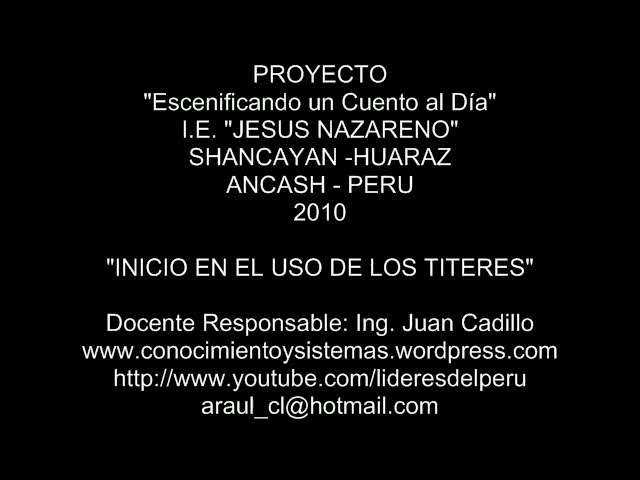 PROYECTO
"Escenificando un Cuento al Día"
I.E. "JESUS NAZARENO"
SHANCAYAN -HUARAZ
ANCASH - PERU
2010
"INICIO EN EL USO DE LOS TITERES"
Docente Responsable: Ing. Juan Cadillo
www.conocimientoysistemas.wordpress.com
http://www.youtube.com/lideresdelperu
araul_cl@hotmail.com